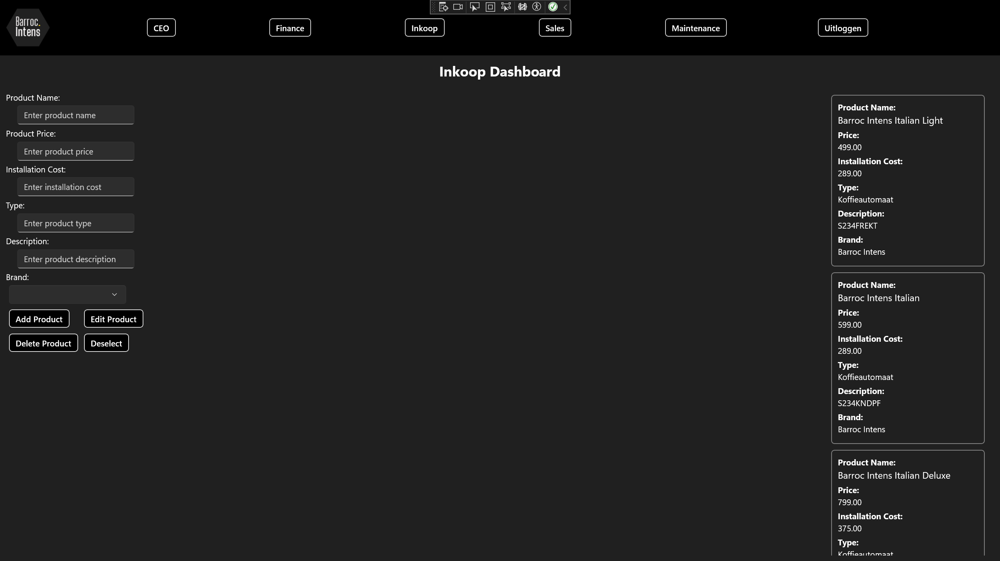 Barroc.
Intens
CEO
Finance
Inkoop
Sales
Maintenance
Uitloggen
Inkoop Dashboard
Product Name:
Enter product name
Product Price:
Enter product price
Installation Cost:
Enter installation cost
Type:
Enter product type
Description:
Enter product description
Brand:
Add Product
Edit Product
Delete Product
Deselect
Product Name:
Barroc Intens Italian Light
Price:
499.00
Installation Cost:
289.00
Type:
Koffieautomaat
Description:
S234FREKT
Brand:
Barroc Intens
Product Name:
Barroc Intens Italian
Price:
599.00
Installation Cost:
289.00
Type:
Koffieautomaat
Description:
S234KNDPF
Brand:
Barroc Intens
Product Name:
Barroc Intens Italian Deluxe
Price:
799.00
Installation Cost:
375.00
Type:
Koffieautomaat